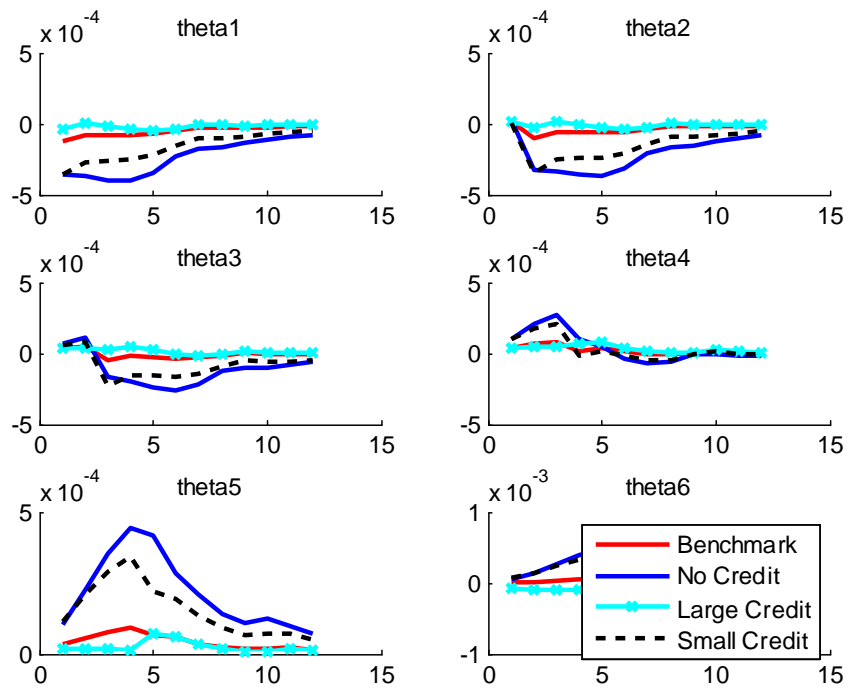 x 10^-4
theta1
5
0
-5
0
5
10
15
x 10^-4
theta2
5
0
-5
0
5
10
15
x 10^-4
theta3
5
0
-5
0
5
10
15
x 10^-4
theta4
5
0
-5
0
5
10
15
x 10^-4
theta5
5
0
0
5
10
15
x 10^-3
theta6
1
0
-1
0
5
10
15
Benchmark
No Credit
Large Credit
Small Credit